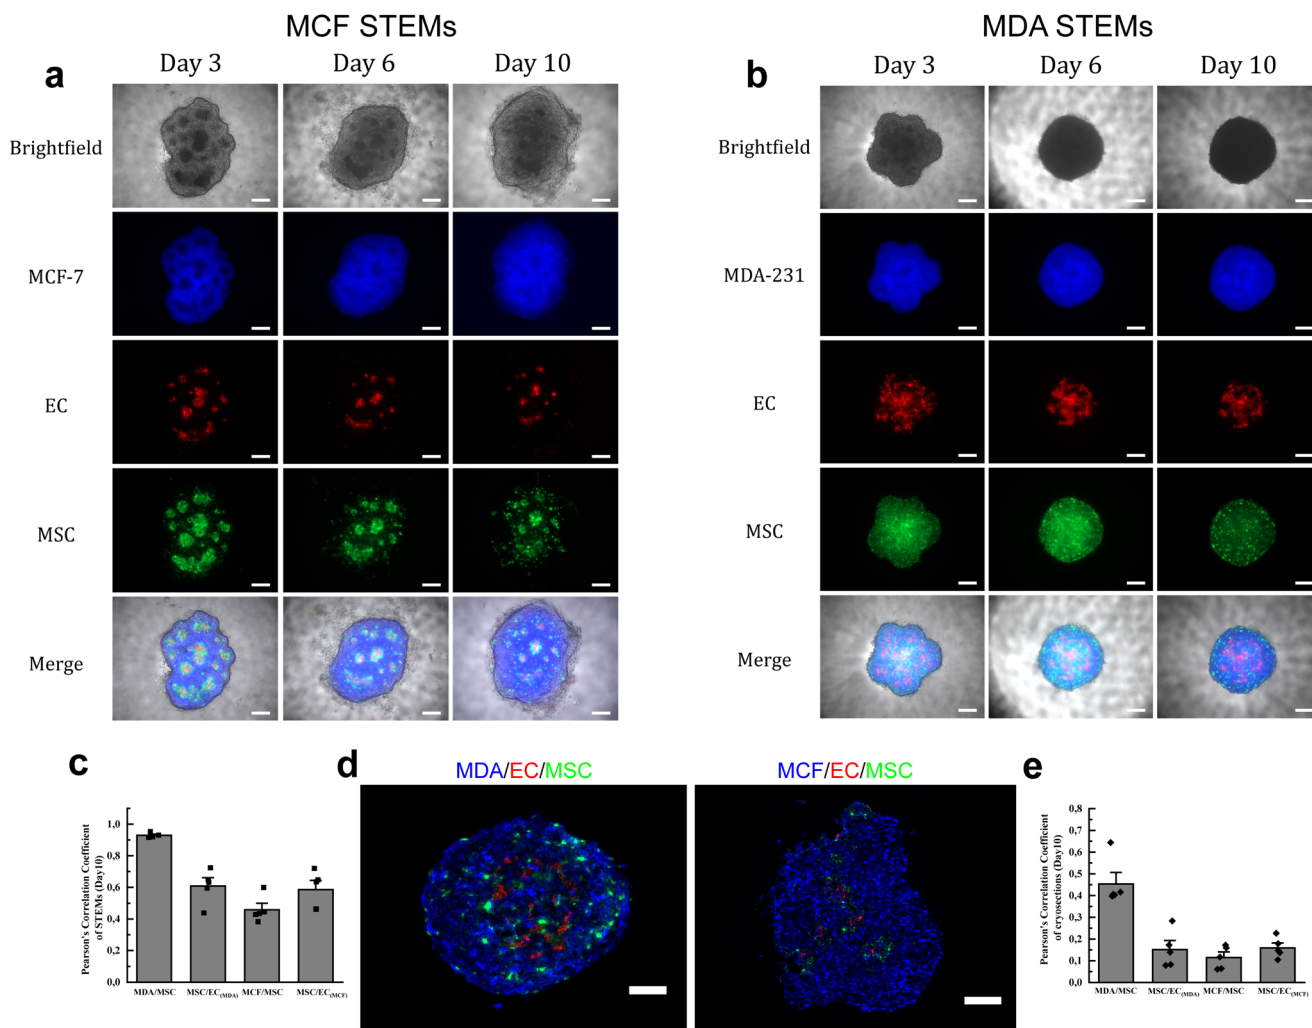 MCF STEMs
MDA STEMs
a
Day 3
Day 6
Day 10
Brightfield
MCF-7
EC
MSC
Merge
b
Day 3
Day 6
Day 10
Brightfield
MDA-231
EC
MSC
Merge
c
Pearson's Correlation Coefficient
of STEMs (Day10)
1,0
0,8
0,6
0,4
0,2
0,0
MDA/MSC
MSC/EC(MDA)
MCF/MSC
MSC/EC(MCF)
d
MDA/EC/MSC
MCF/EC/MSC
e
Pearson's Correlation Coefficient
of cryosections (Day10)
0,8
0,7
0,6
0,5
0,4
0,3
0,2
0,1
0,0
MDA/MSC
MSC/EC(MDA)
MCF/MSC
MSC/EC(MCF)